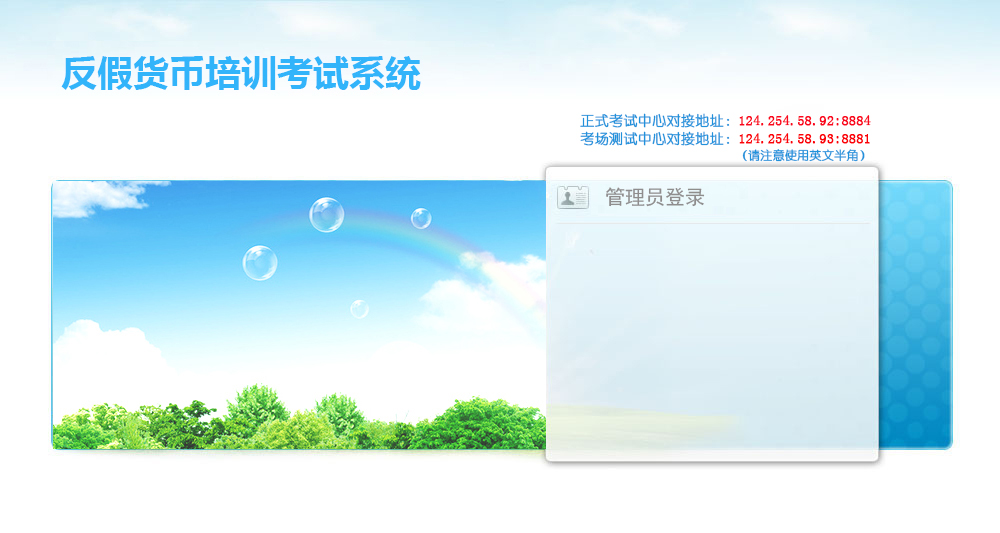 反假货币培训考试系统
正式考试中心对接地址：124.254.58.92:8884
考场测试中心对接地址：124.254.58.93:8881
(请注意使用英文半角)
管理员登录